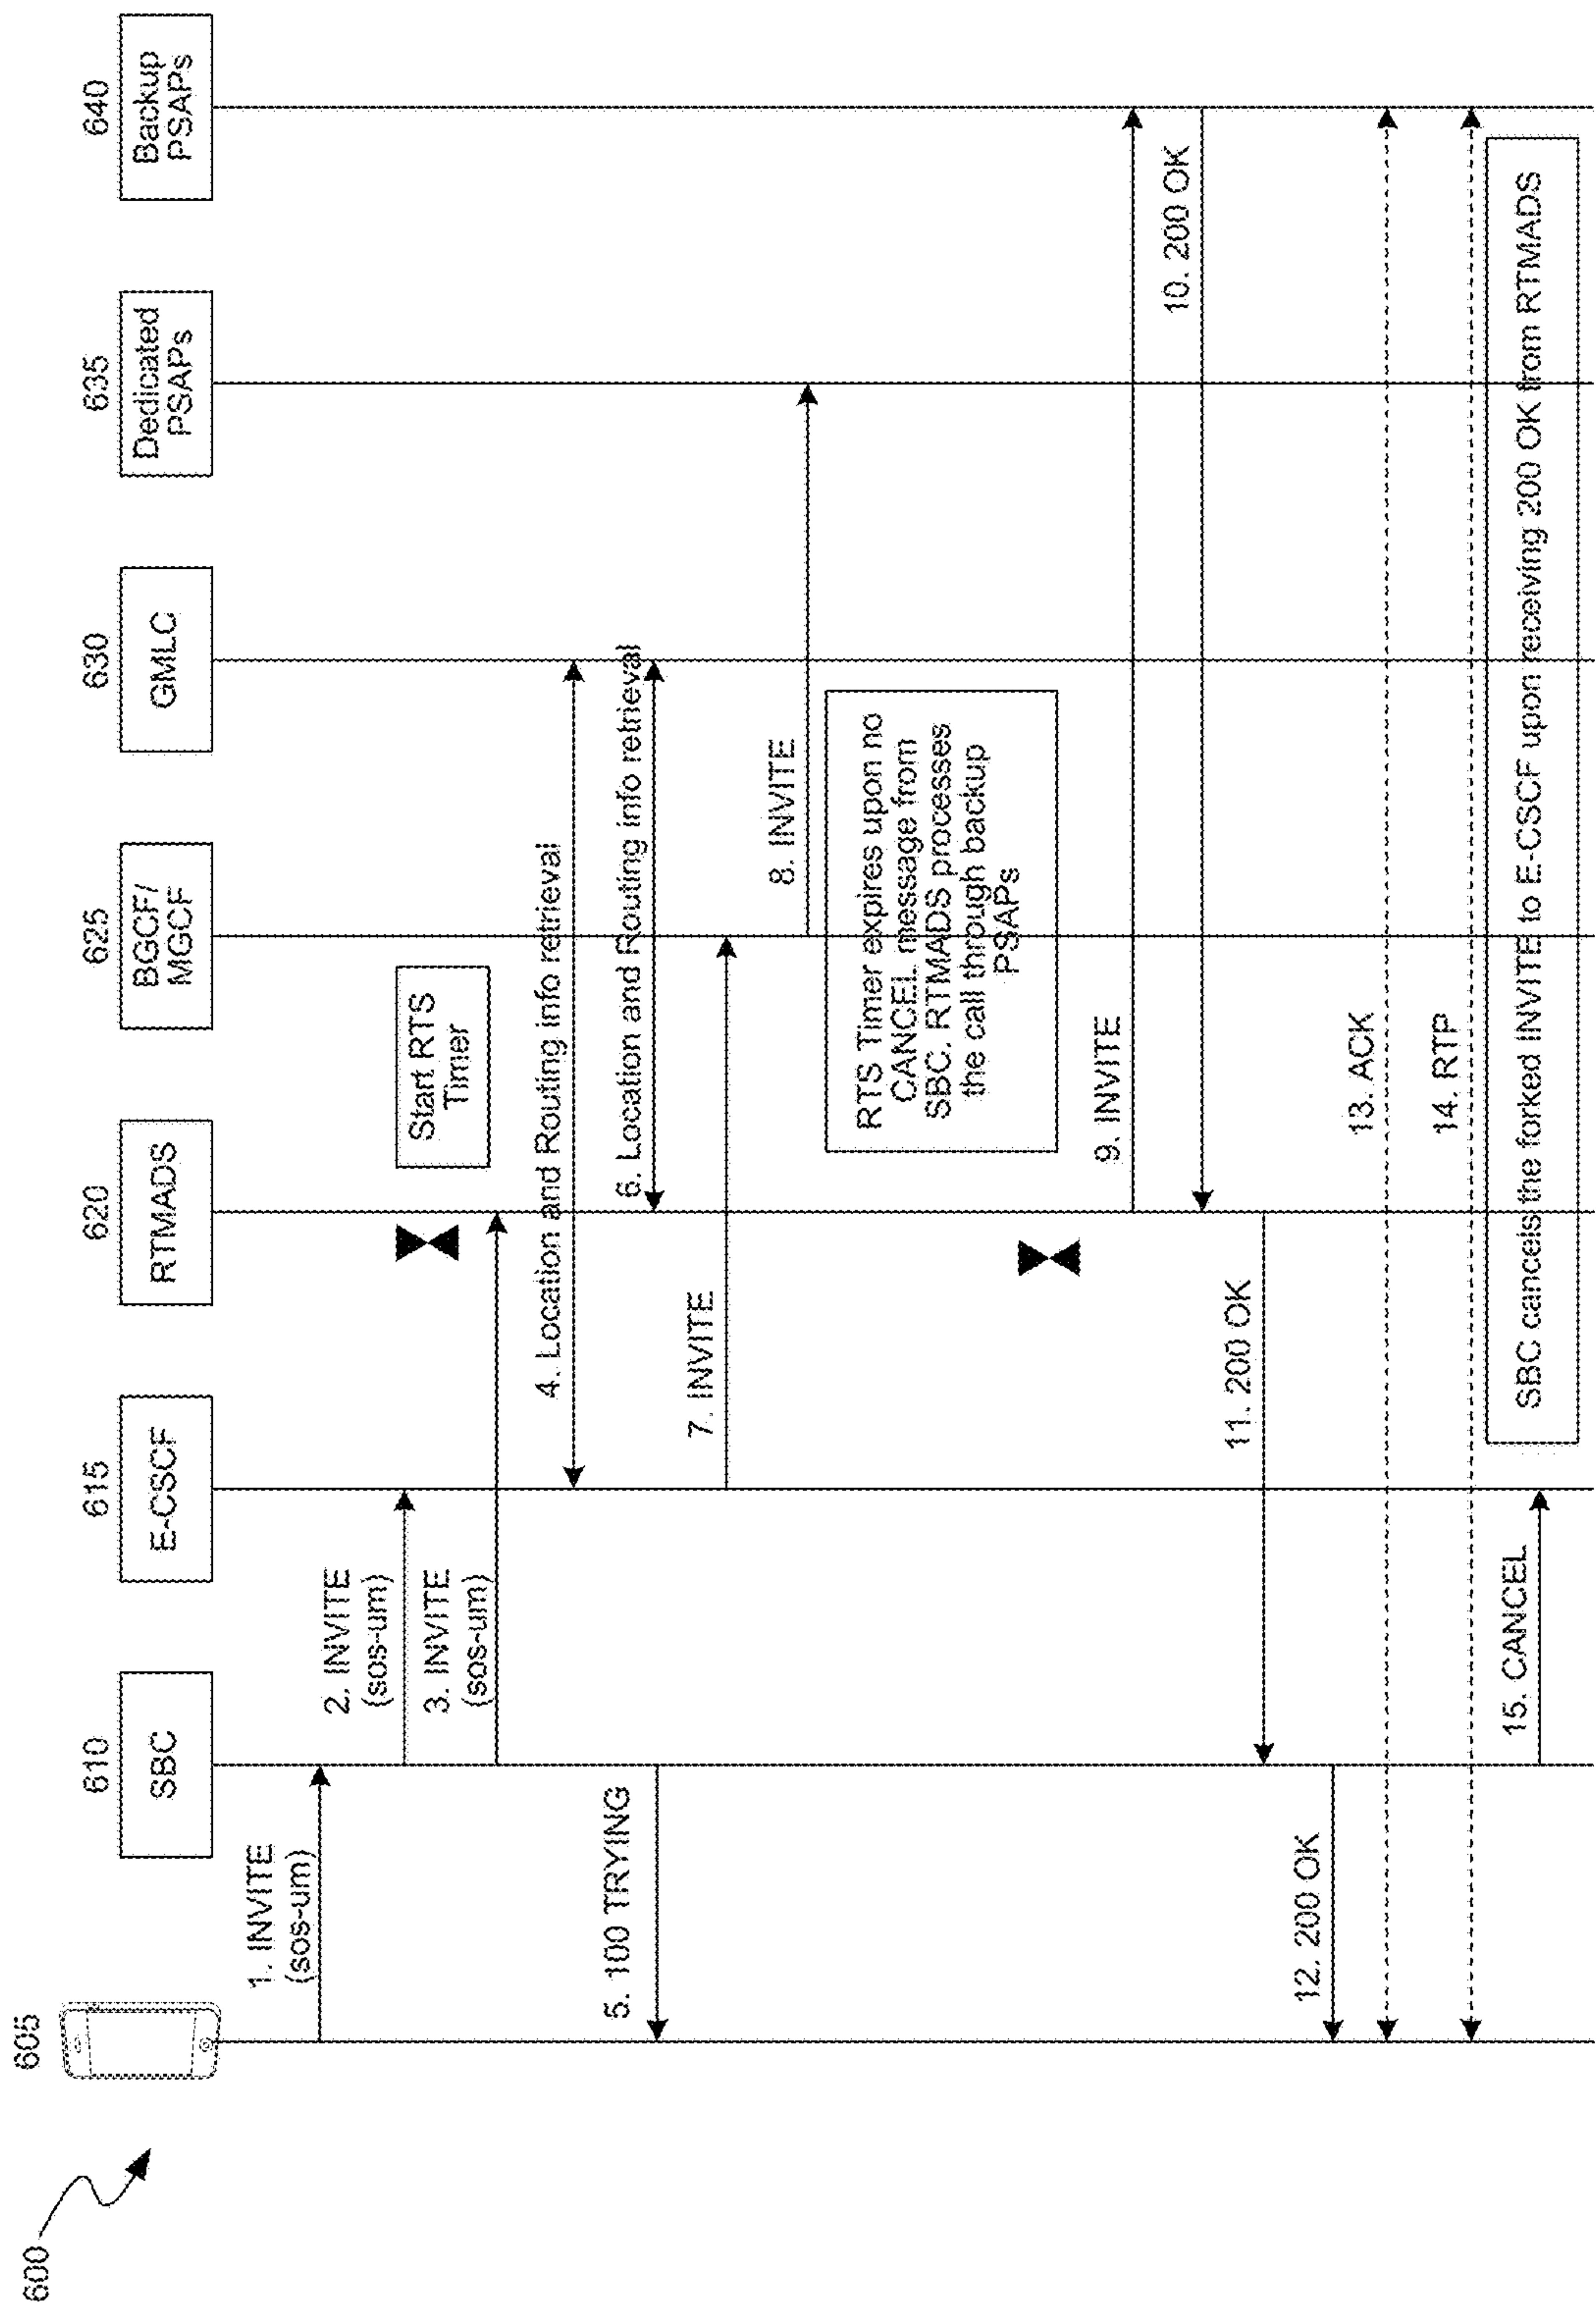 600
605
610
SBC
615
E-CSCF
620
RTMADS
625
BGCF/
MGCF
630
GMLC
635
Dedicated
PSAPs
640
Backup
PSAPs
1. INVITE
(sos-um)
2. INVITE
(sos-um)
Start RTS
Timer
3. INVITE
(sos-um)
4. Location and Routing info retrieval
5. 100 TRYING
6. Location and Routing info retrieval
7. INVITE
8. INVITE
RTS Timer expires upon no
CANCEL message from
SBC. RTMADS processes
the call through backup
PSAPs
9. INVITE
10. 200 OK
11. 200 OK
12. 200 OK
13. ACK
14. RTP
15. CANCEL
SBC cancels the forked INVITE to E-CSCF upon receiving 200 OK from RTMADS